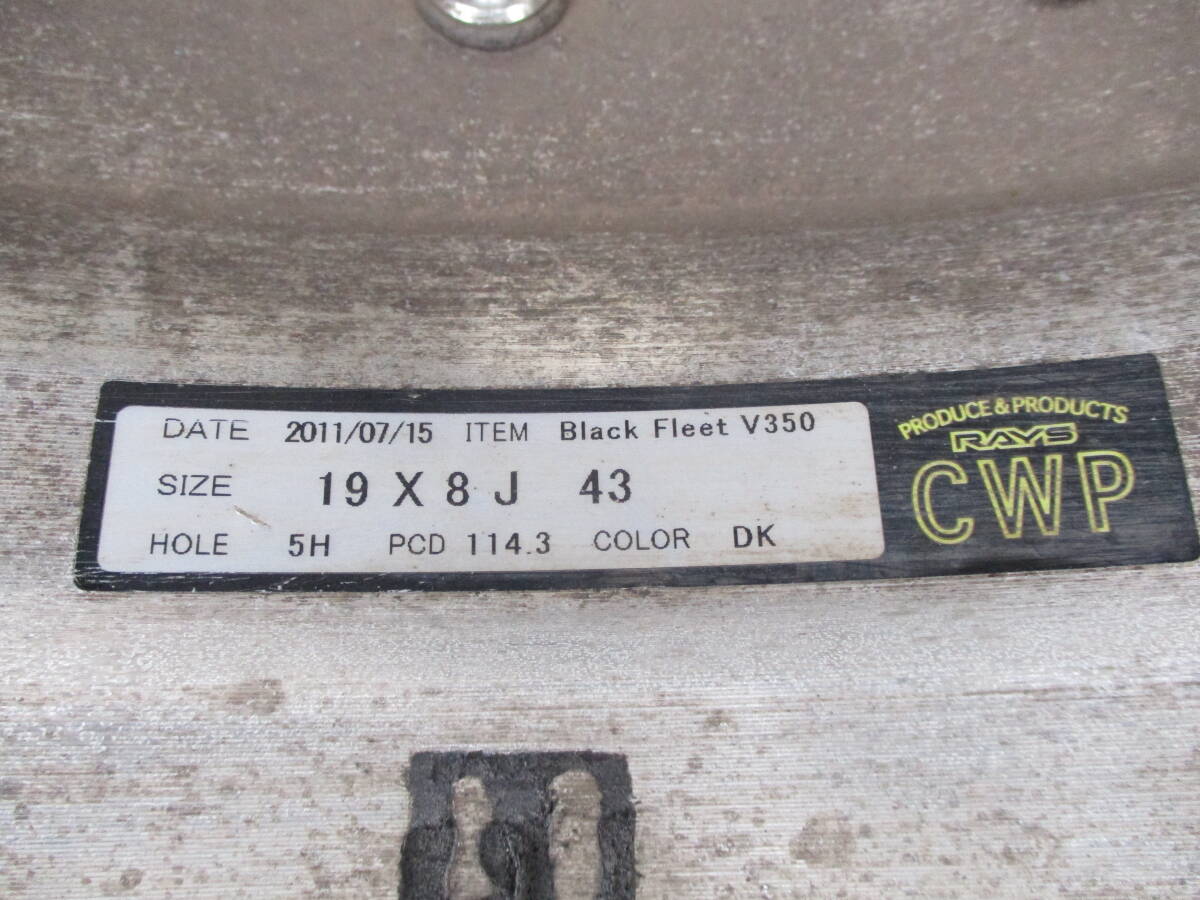 DATE 2011/07/15 ITEM Black Fleet V350
SIZE 19 X 8 J 43
HOLE 5H PCD 114.3 COLOR DK
PRODUCE & PRODUCTS
RAYS
CWP